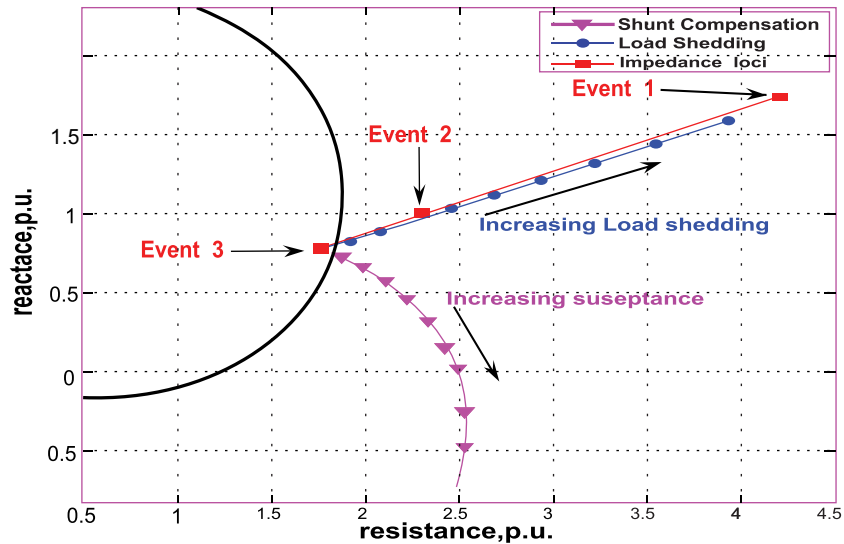 Shunt Compensation
Load Shedding
Impedance loci
Event 1
Event 2
Event 3
Increasing Load shedding
Increasing suseptance
reactace,p.u.
1.5
1
0.5
0
0.5
0.5
1
1.5
2
2.5
3
3.5
4
4.5
resistance,p.u.